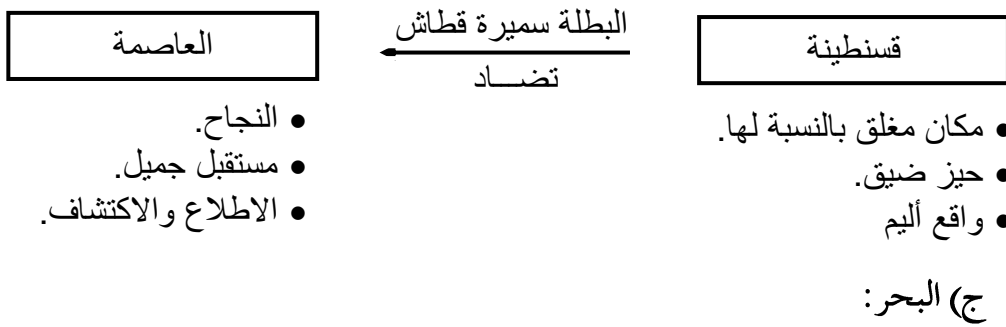 البطلة سميرة قطاش
قسنطينة
العاصمة
تضـــاد
• مكان مغلق بالنسبة لها.
• النجاح.
• حيز ضيق.
• مستقبل جميل.
• واقع أليم
• الاطلاع والاكتشاف.
ج) البحر: